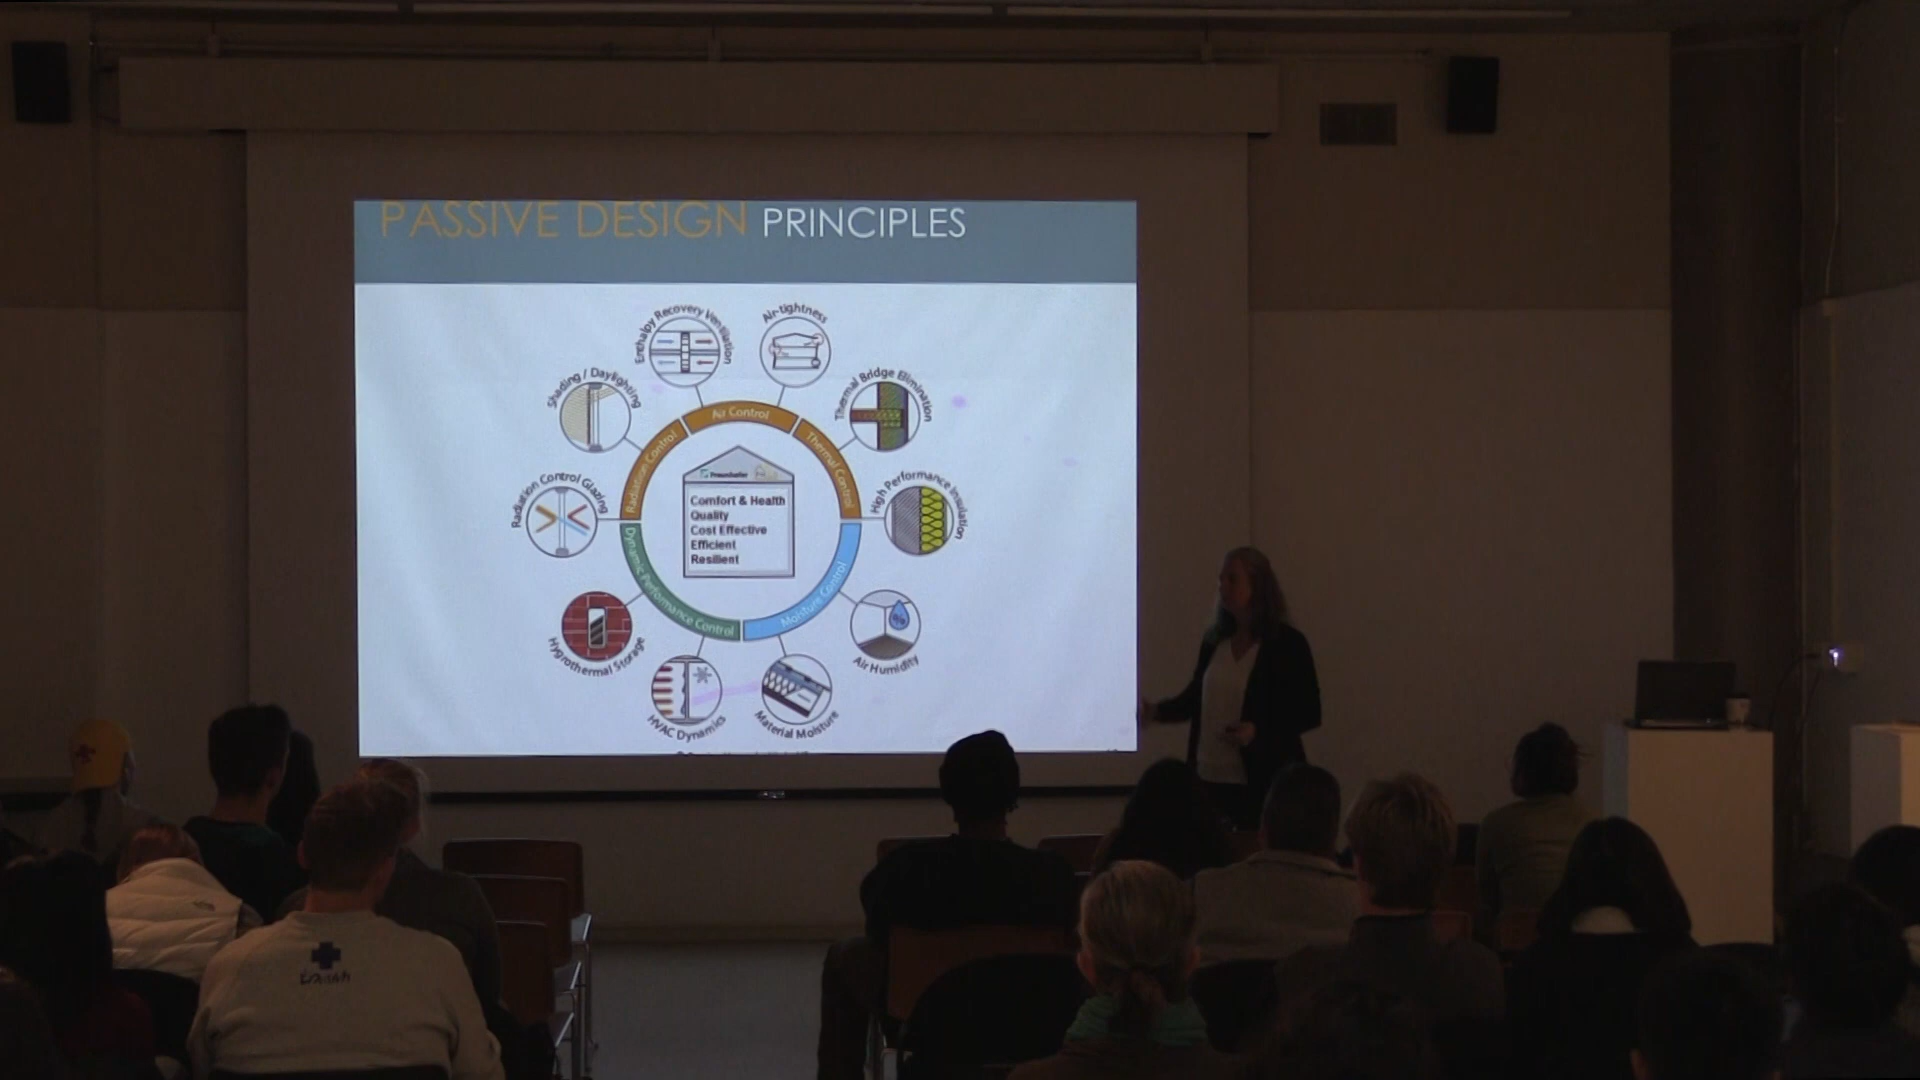 PASSIVE DESIGN PRINCIPLES
Enthalpy Recovery Ventilation
Air-tightness
Shading / Daylighting
Thermal Bridge Elimination
Air Control
Radiation Control
Thermal Control
Radiation Control Glazing
High Performance Insulation
Fraunhofer
Comfort & Health
Quality
Cost Effective
Efficient
Resilient
Dynamic Performance Control
Moisture Control
Hygrothermal Storage
%
Air Humidity
HVAC Dynamics
Material Moisture